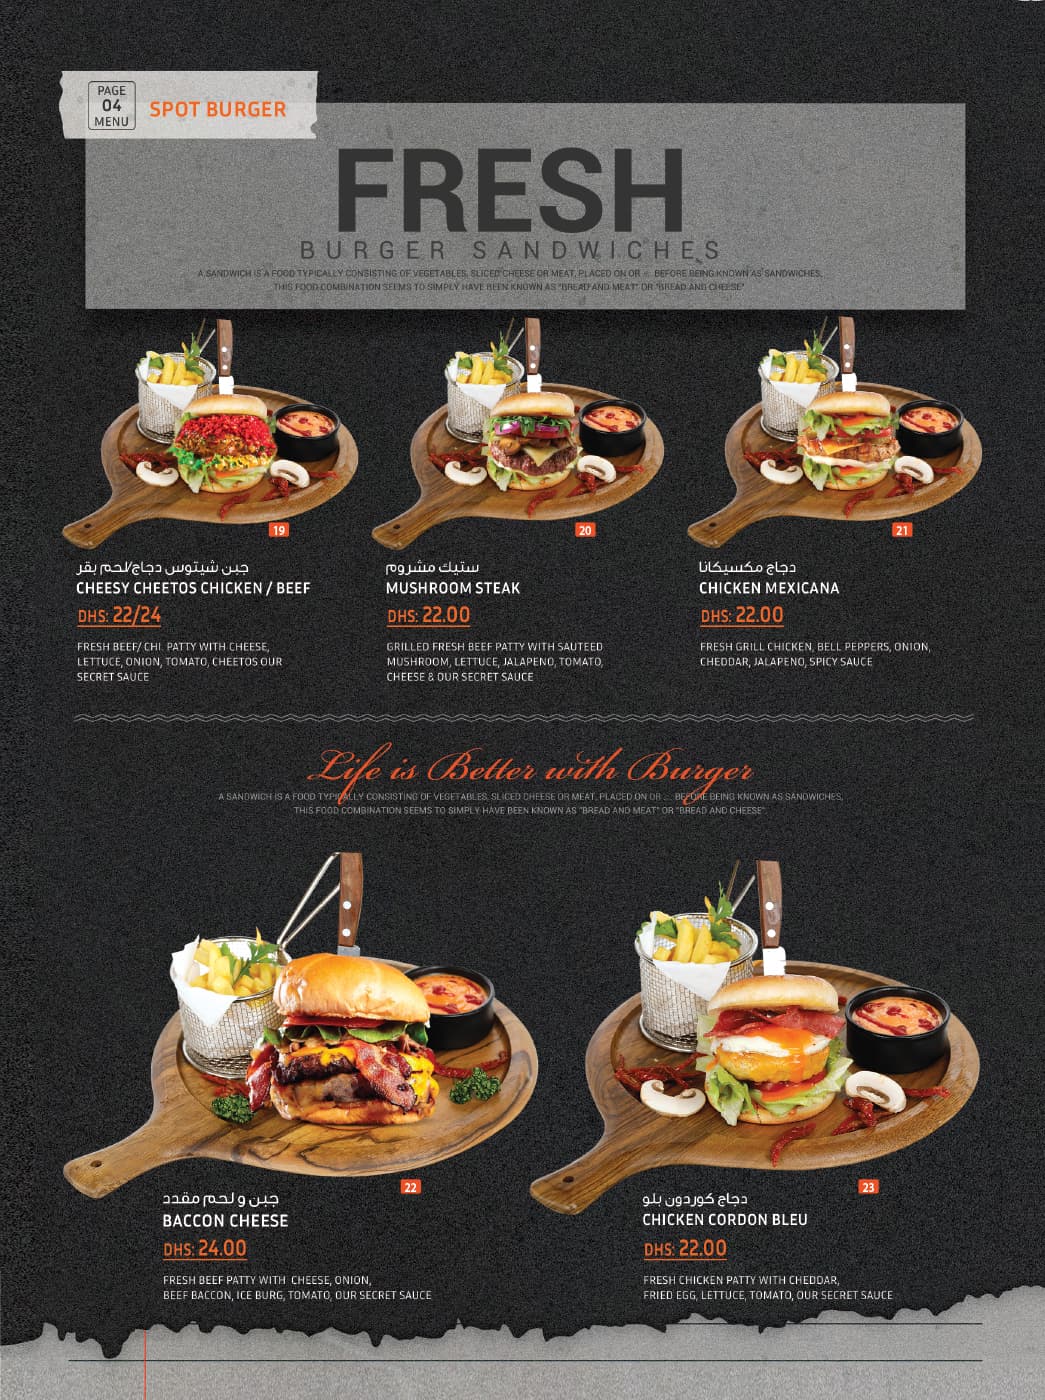 PAGE
04
MENU
SPOT BURGER
FRESH
BURGER SANDWICHES
A SANDWICH IS A FOOD TYPICALLY CONSISTING OF VEGETABLES, SLICED CHEESE OR MEAT, PLACED ON OR ... BEFORE BEING KNOWN AS SANDWICHES,
THIS FOOD COMBINATION SEEMS TO SIMPLY HAVE BEEN KNOWN AS "BREAD AND MEAT" OR "BREAD AND CHEESE"
19
جبن شيتوس دجاج/لحم بقر
CHEESY CHEETOS CHICKEN / BEEF
DHS: 22/24
FRESH BEEF/ CHI. PATTY WITH CHEESE,
LETTUCE, ONION, TOMATO, CHEETOS OUR
SECRET SAUCE
20
ستيك مشروم
MUSHROOM STEAK
DHS: 22.00
GRILLED FRESH BEEF PATTY WITH SAUTEED
MUSHROOM, LETTUCE, JALAPENO, TOMATO,
CHEESE & OUR SECRET SAUCE
21
دجاج مكسيكانا
CHICKEN MEXICANA
DHS: 22.00
FRESH GRILL CHICKEN, BELL PEPPERS, ONION,
CHEDDAR, JALAPENO, SPICY SAUCE
Life is Better with Burger
A SANDWICH IS A FOOD TYPICALLY CONSISTING OF VEGETABLES, SLICED CHEESE OR MEAT, PLACED ON OR ... BEFORE BEING KNOWN AS SANDWICHES,
THIS FOOD COMBINATION SEEMS TO SIMPLY HAVE BEEN KNOWN AS "BREAD AND MEAT" OR "BREAD AND CHEESE".
22
جبن و لحم مقدد
BACCON CHEESE
DHS: 24.00
FRESH BEEF PATTY WITH CHEESE, ONION,
BEEF BACCON, ICE BURG, TOMATO, OUR SECRET SAUCE
23
دجاج كوردون بلو
CHICKEN CORDON BLEU
DHS: 22.00
FRESH CHICKEN PATTY WITH CHEDDAR,
FRIED EGG, LETTUCE, TOMATO, OUR SECRET SAUCE